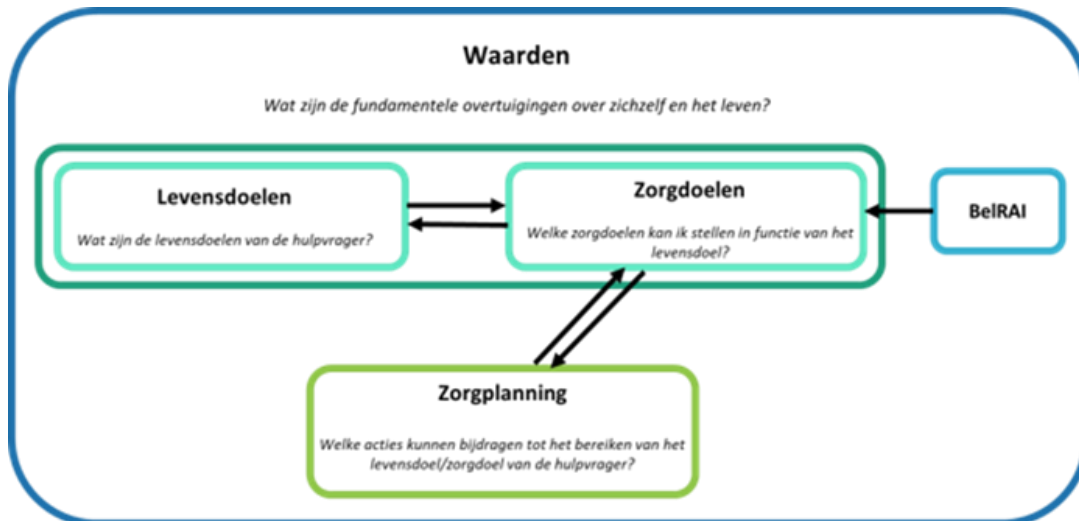 Waarden
Wat zijn de fundamentele overtuigingen over zichzelf en het leven?
Levensdoelen
Wat zijn de levensdoelen van de hulpvrager?
Zorgdoelen
Welke zorgdoelen kan ik stellen in functie van het
levensdoel?
BelRAI
Zorgplanning
Welke acties kunnen bijdragen tot het bereiken van het
levensdoel/zorgdoel van de hulpvrager?